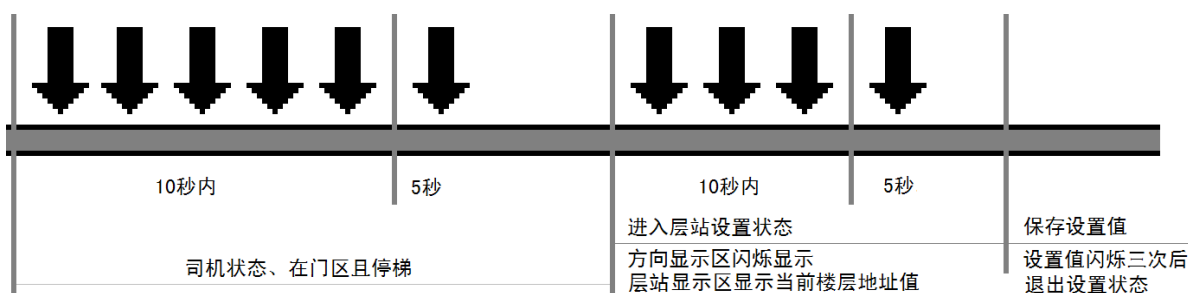 10秒内
5秒
10秒内
5秒
进入层站设置状态
保存设置值
司机状态、在门区且停梯
方向显示区闪烁显示
层站显示区显示当前楼层地址值
设置值闪烁三次后
退出设置状态